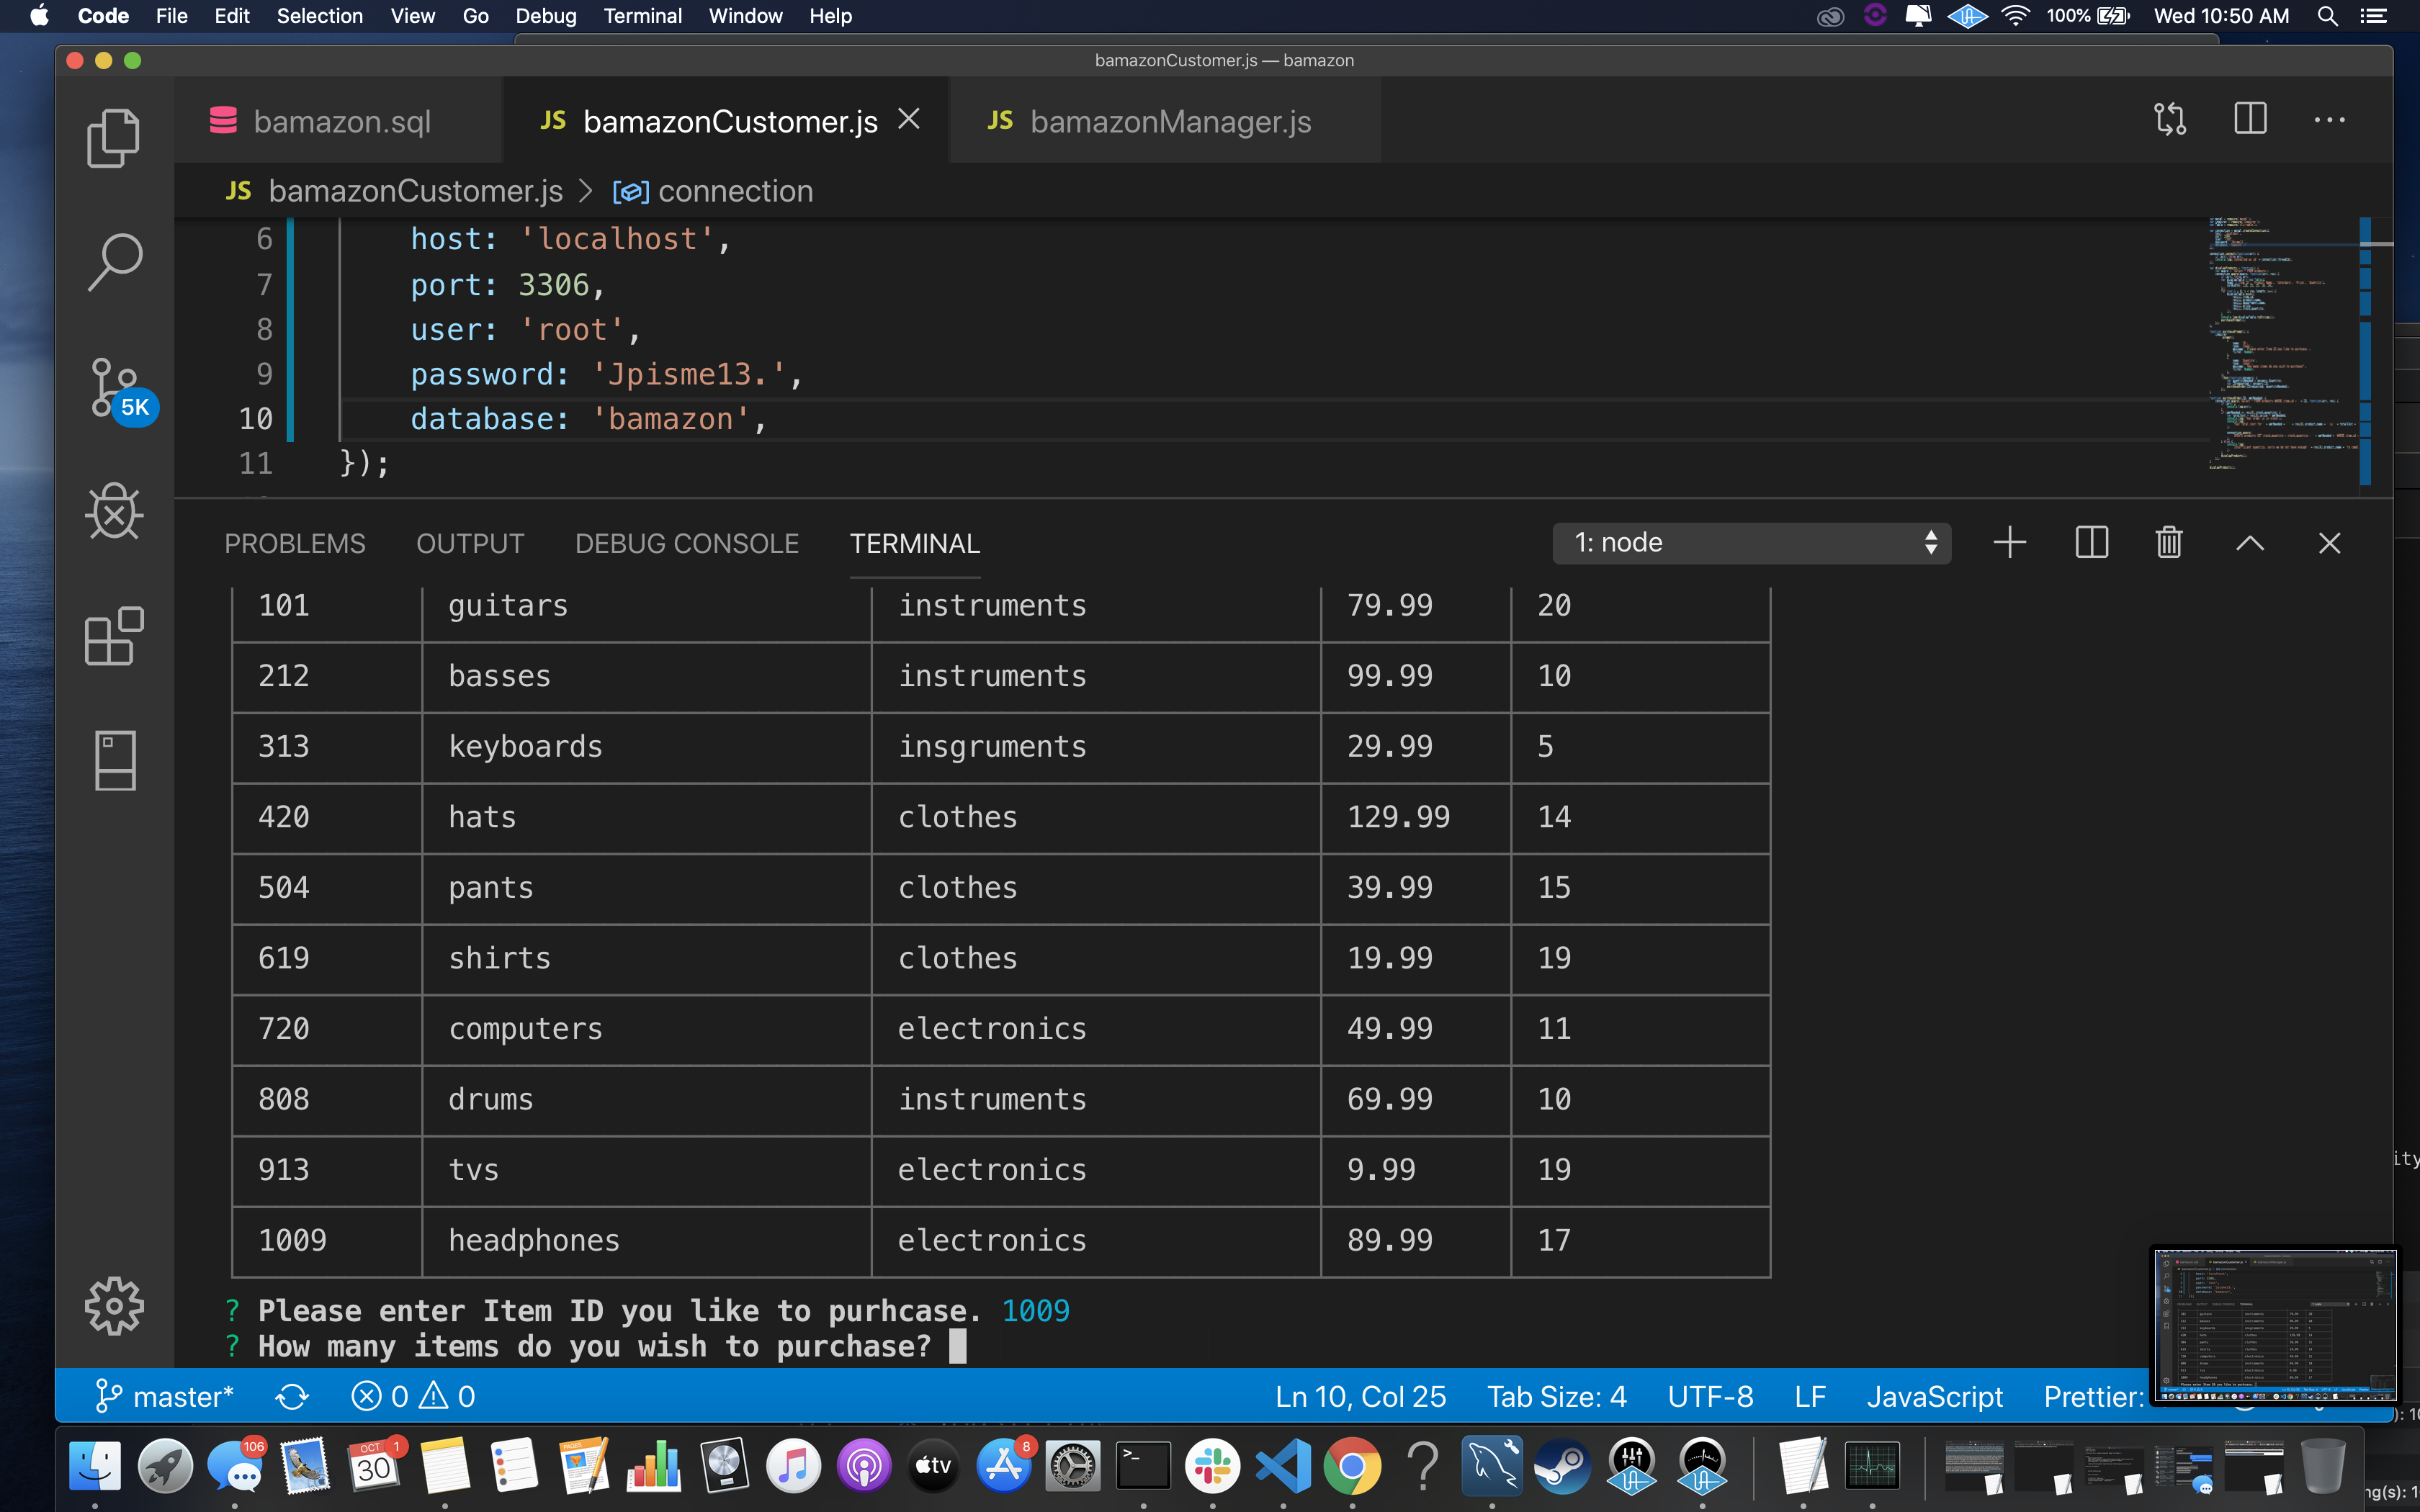 Code File Edit Selection View Go Debug Terminal Window Help 100% Wed 10:50 AM
bamazonCustomer.js — bamazon
bamazon.sql JS bamazonCustomer.js JS bamazonManager.js
JS bamazonCustomer.js > connection
6 host: 'localhost',
7 port: 3306,
8 user: 'root',
9 password: 'Jpisme13.',
10 database: 'bamazon',
11 });
5K
PROBLEMS OUTPUT DEBUG CONSOLE TERMINAL 1: node
101 guitars instruments 79.99 20
212 basses instruments 99.99 10
313 keyboards insgruments 29.99 5
420 hats clothes 129.99 14
504 pants clothes 39.99 15
619 shirts clothes 19.99 19
720 computers electronics 49.99 11
808 drums instruments 69.99 10
913 tvs electronics 9.99 19
1009 headphones electronics 89.99 17
? Please enter Item ID you like to purhcase. 1009
? How many items do you wish to purchase?
master* 0 0 Ln 10, Col 25 Tab Size: 4 UTF-8 LF JavaScript Prettier:
106 OCT 30 1 PAGES tv 8